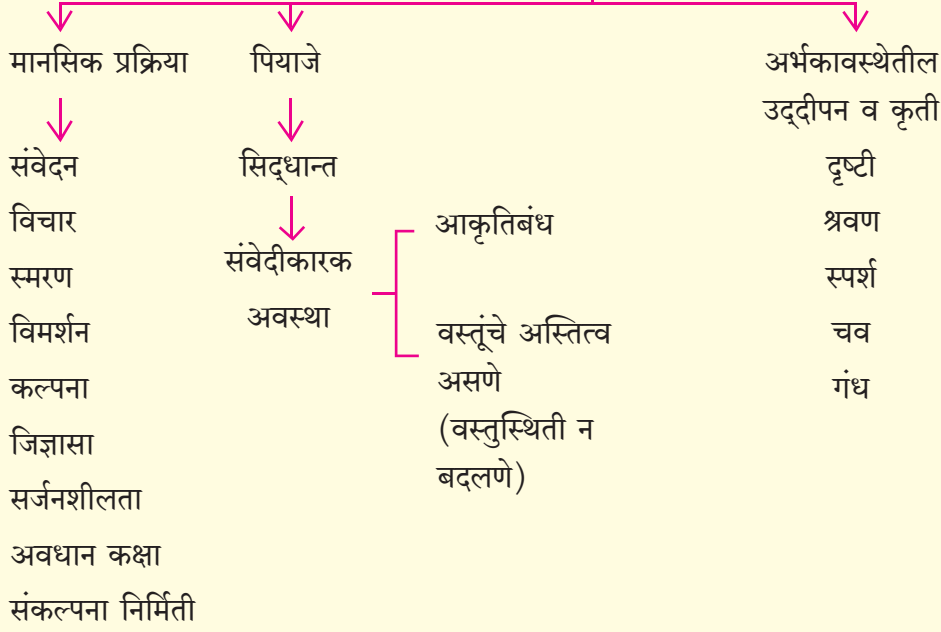 मानसिक प्रक्रिया
संवेदन
विचार
स्मरण
विमर्शन
कल्पना
जिज्ञासा
सर्जनशीलता
अवधान कक्षा
संकल्पना निर्मिती
पियाजे
सिद्‌धान्त
संवेदीकारक
अवस्था
आकृतिबंध
वस्तूंचे अस्तित्व
असणे
(वस्तुस्थिती न
बदलणे)
अर्भकावस्थेतील
उद्‌दीपन व कृती
दृष्टी
श्रवण
स्पर्श
चव
गंध